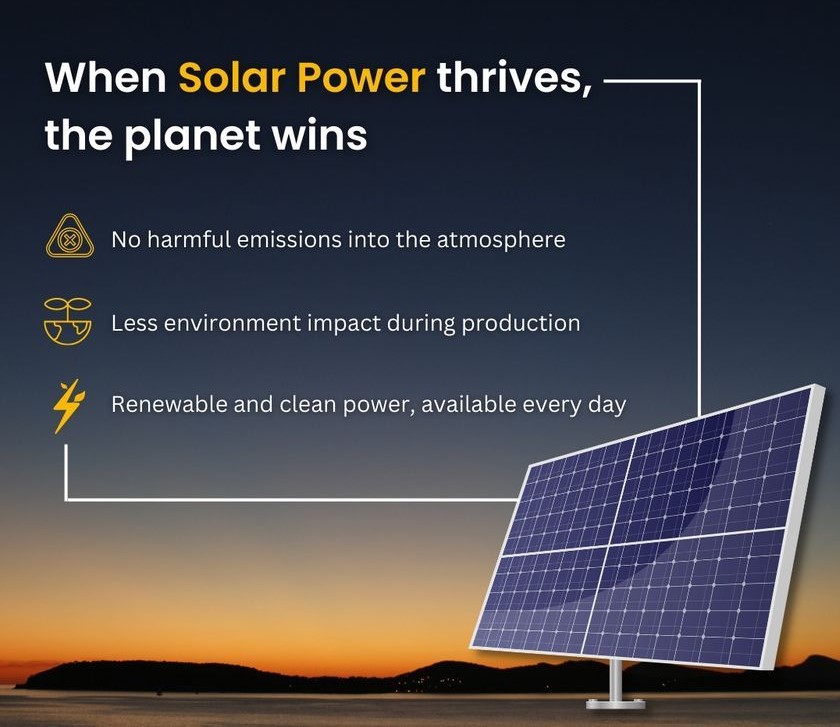 When Solar Power thrives,
the planet wins
No harmful emissions into the atmosphere
Less environment impact during production
Renewable and clean power, available every day